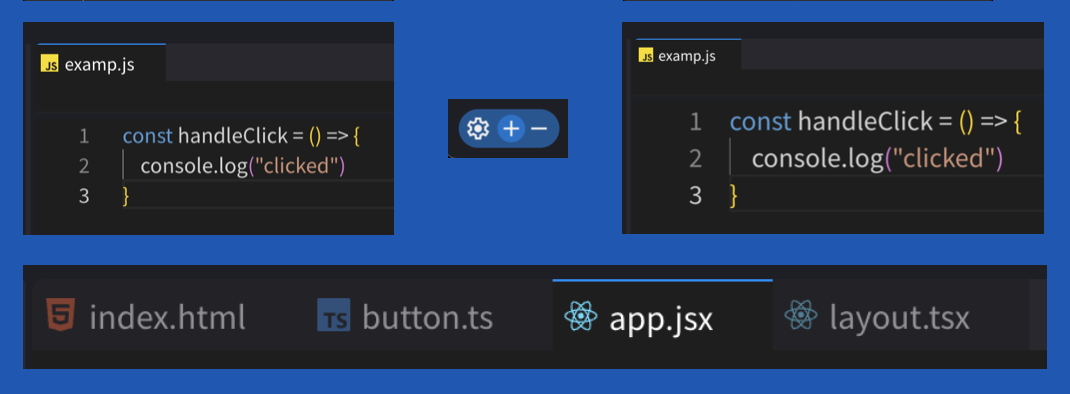 JS examp.js
1 const handleClick = () => {
2 console.log("clicked")
3 }
JS examp.js
1 const handleClick = () => {
2 console.log("clicked")
3 }
5 index.html TS button.ts app.jsx layout.tsx